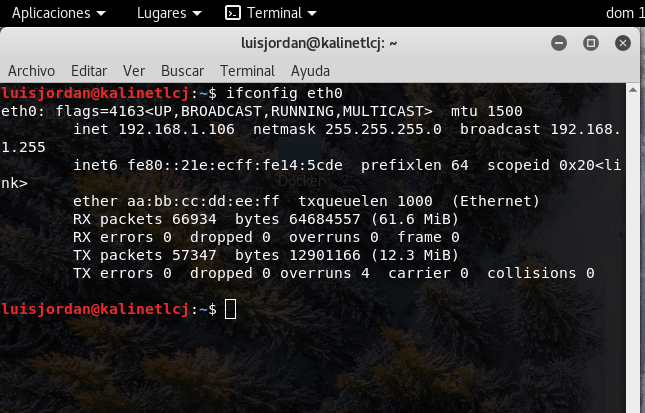 Aplicaciones Lugares Terminal dom 1
luisjordan@kalinetlcj: ~
Archivo Editar Ver Buscar Terminal Ayuda
luisjordan@kalinetlcj:~$ ifconfig eth0
eth0: flags=4163<UP,BROADCAST,RUNNING,MULTICAST>  mtu 1500
        inet 192.168.1.106  netmask 255.255.255.0  broadcast 192.168.
1.255
        inet6 fe80::21e:ecff:fe14:5cde  prefixlen 64  scopeid 0x20<li
nk>
        ether aa:bb:cc:dd:ee:ff  txqueuelen 1000  (Ethernet)
        RX packets 66934  bytes 64684557 (61.6 MiB)
        RX errors 0  dropped 0  overruns 0  frame 0
        TX packets 57347  bytes 12901166 (12.3 MiB)
        TX errors 0  dropped 0 overruns 4  carrier 0  collisions 0
luisjordan@kalinetlcj:~$
Docker